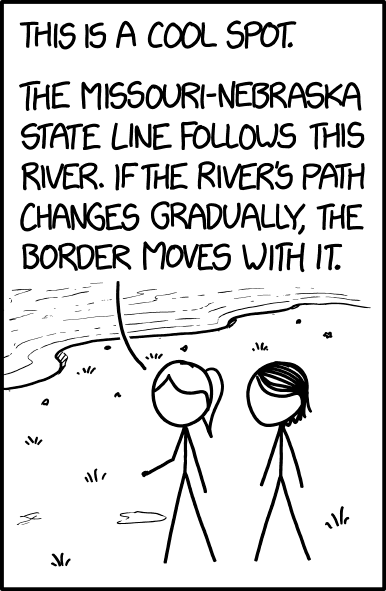 THIS IS A COOL SPOT.
THE MISSOURI-NEBRASKA
STATE LINE FOLLOWS THIS
RIVER. IF THE RIVER'S PATH
CHANGES GRADUALLY, THE
BORDER MOVES WITH IT.